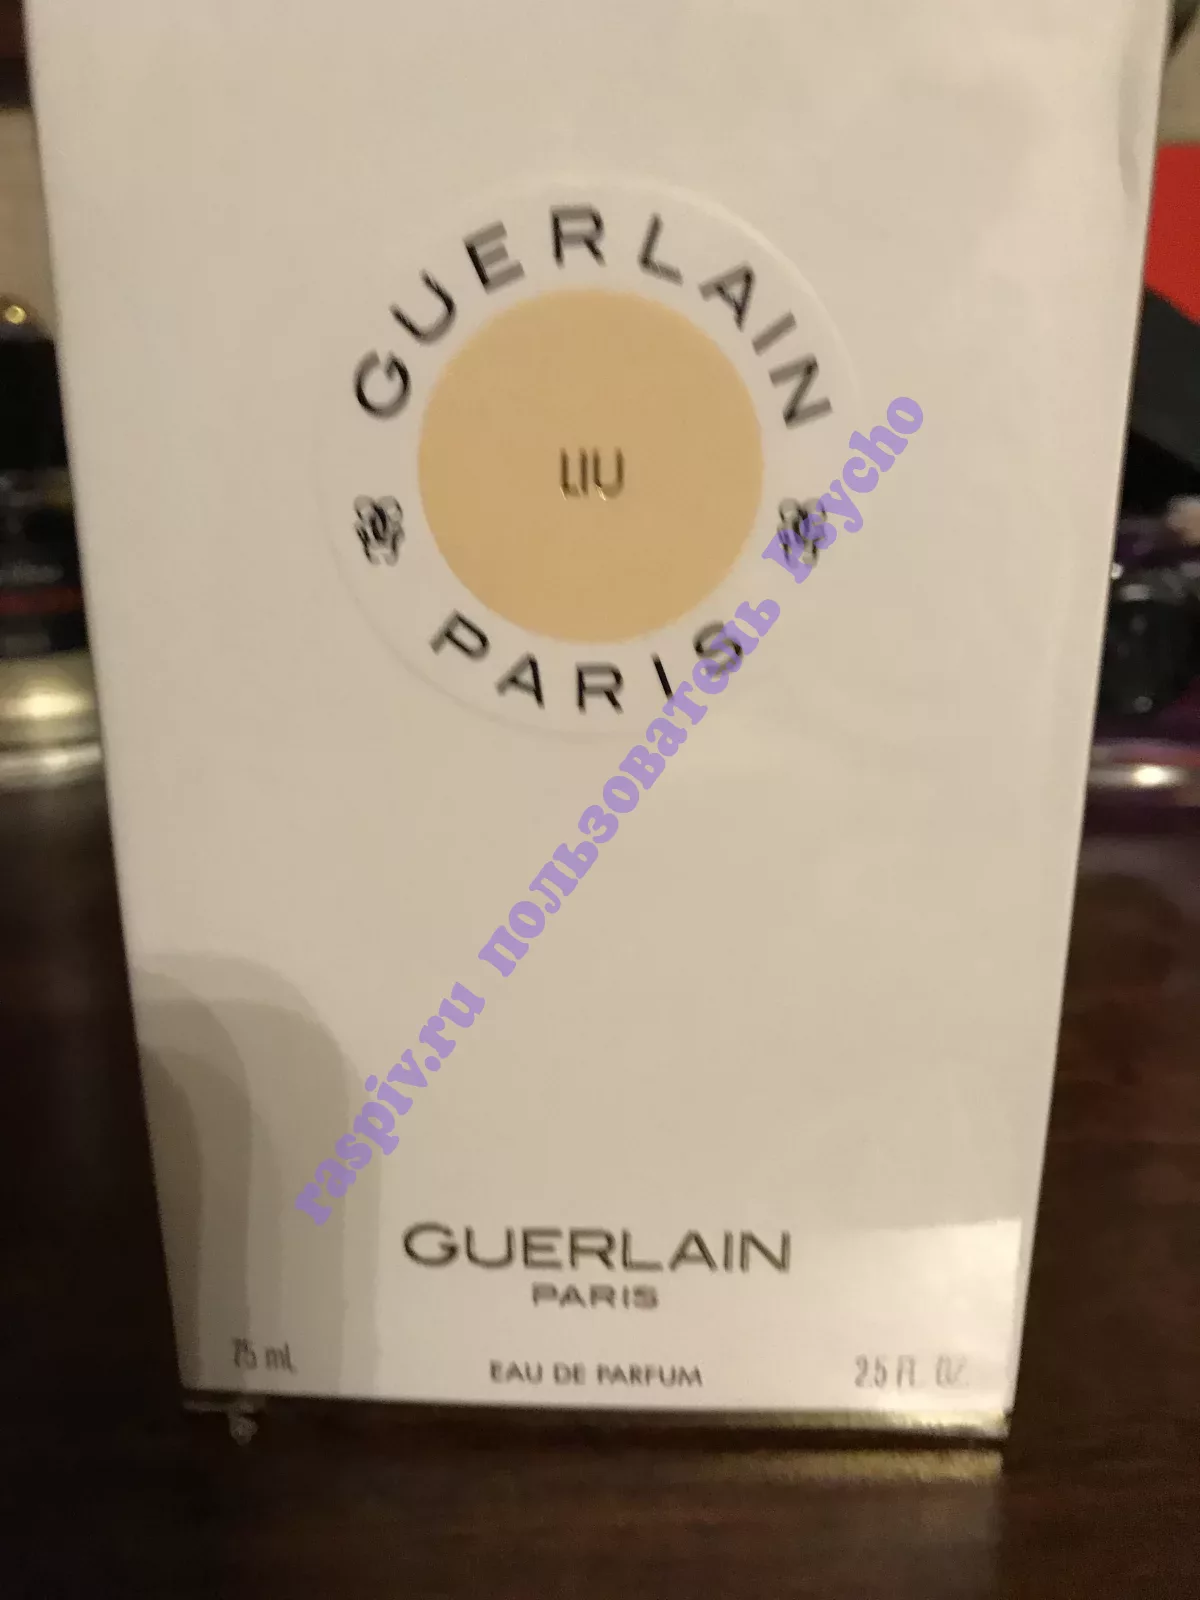 GUERLAIN
LIU
PARIS
raspiv.ru пользователь Psycho
GUERLAIN
PARIS
75 mL
EAU DE PARFUM
2.5 FL. OZ.